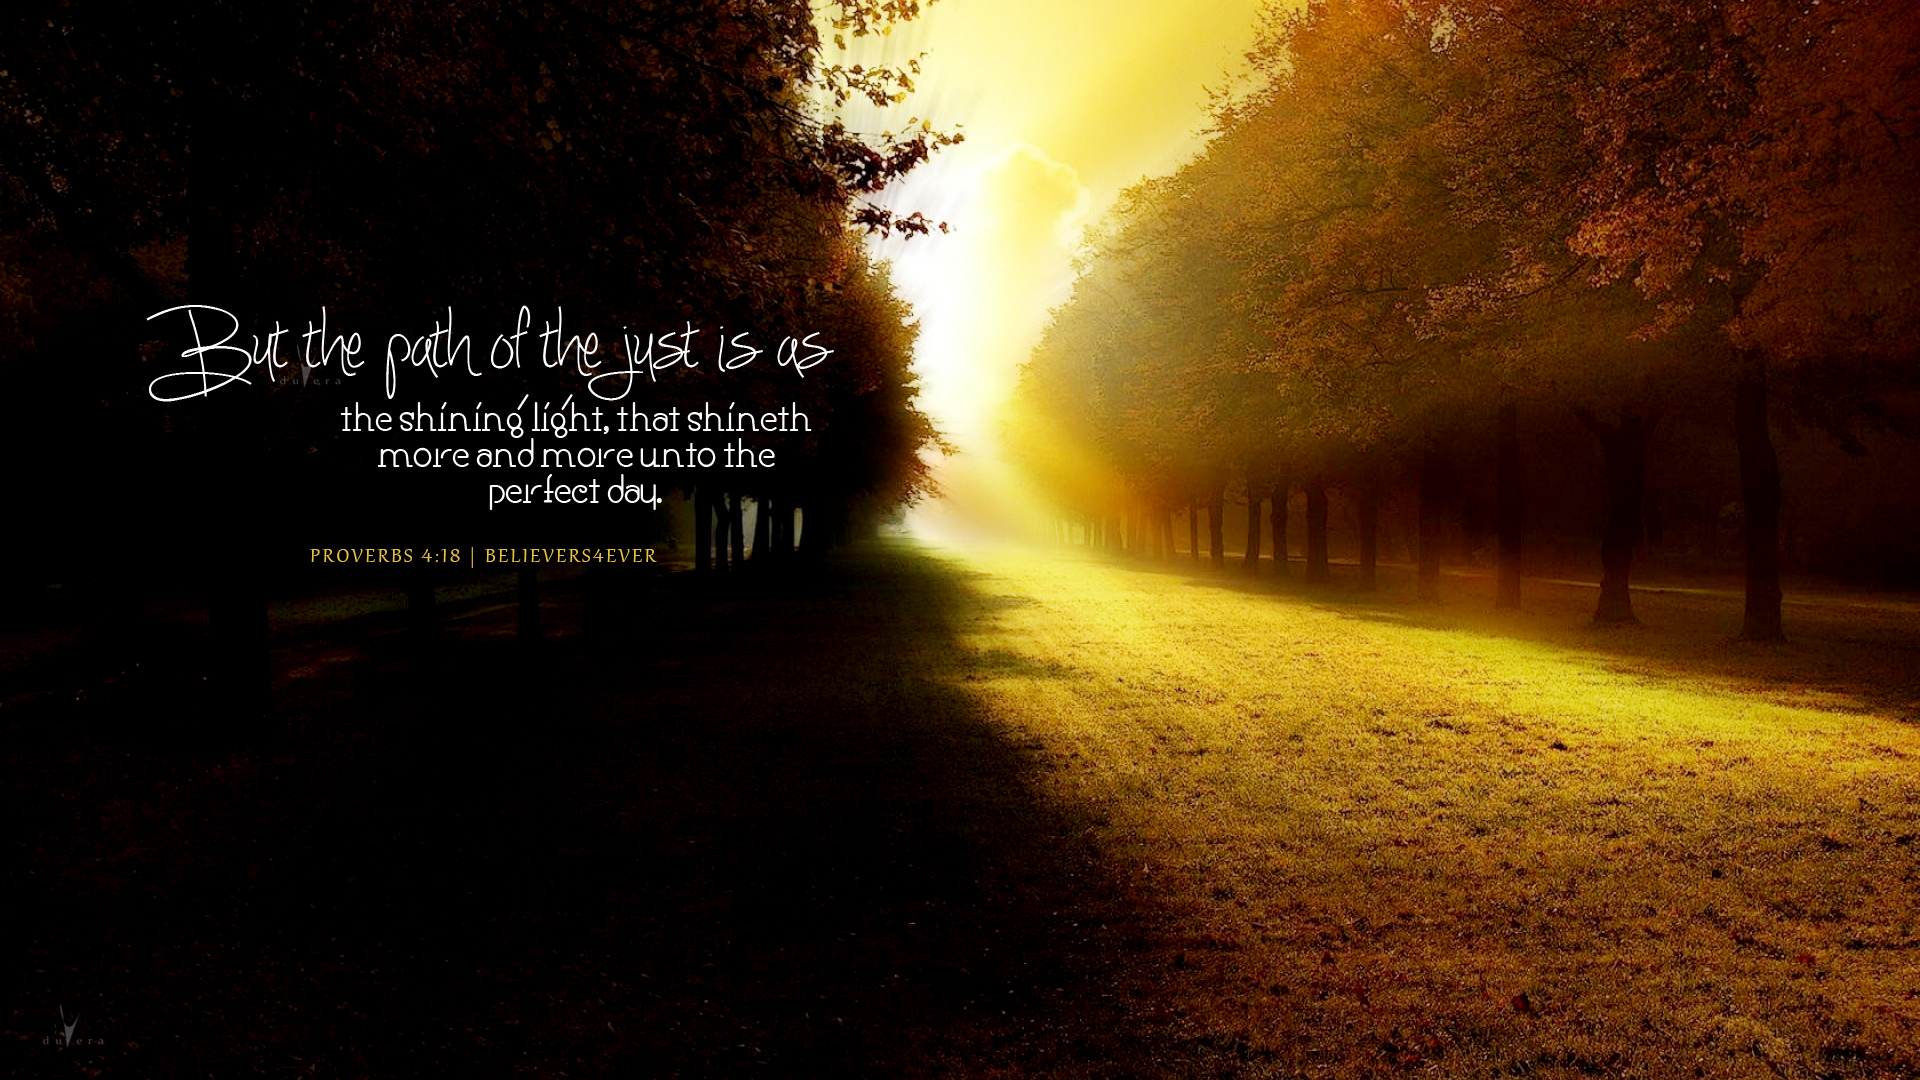 But the path of the just is as
the shining light, that shineth
more and more unto the
perfect day.
PROVERBS 4:18 | BELIEVERS4EVER
duvera
duvera